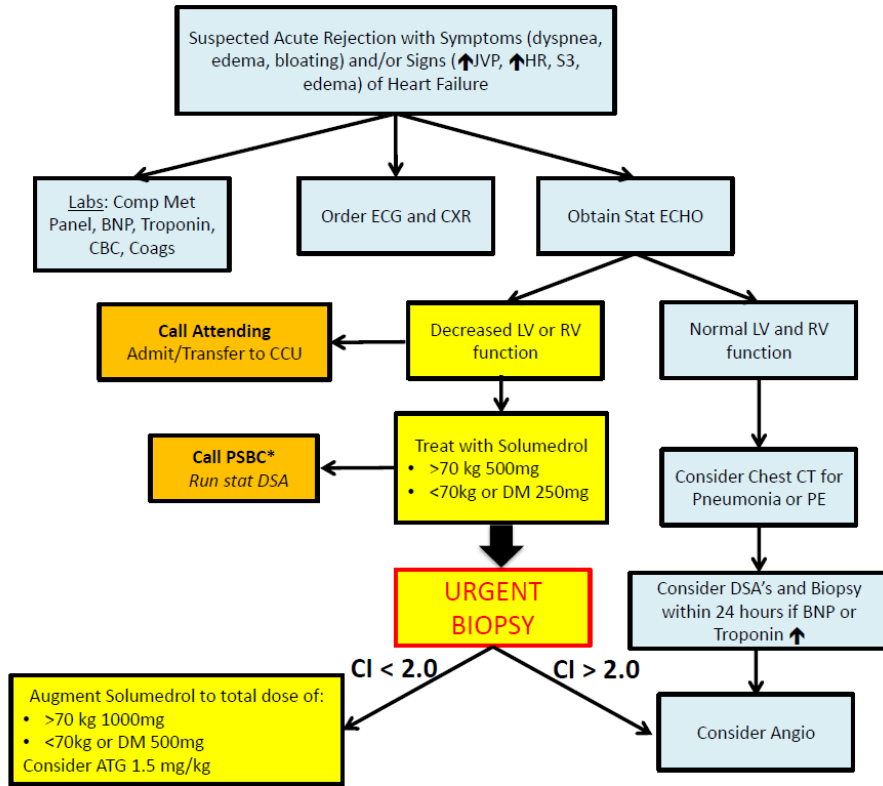 Suspected Acute Rejection with Symptoms (dyspnea,
edema, bloating) and/or Signs (🡹JVP, 🡹HR, S3,
edema) of Heart Failure
Labs: Comp Met
Panel, BNP, Troponin,
CBC, Coags
Order ECG and CXR
Obtain Stat ECHO
Call Attending
Admit/Transfer to CCU
Decreased LV or RV
function
Normal LV and RV
function
Call PSBC*
Run stat DSA
Treat with Solumedrol
• >70 kg 500mg
• <70kg or DM 250mg
Consider Chest CT for
Pneumonia or PE
URGENT
BIOPSY
Consider DSA's and Biopsy
within 24 hours if BNP or
Troponin 🡹
CI < 2.0
CI > 2.0
Augment Solumedrol to total dose of:
• >70 kg 1000mg
• <70kg or DM 500mg
Consider ATG 1.5 mg/kg
Consider Angio